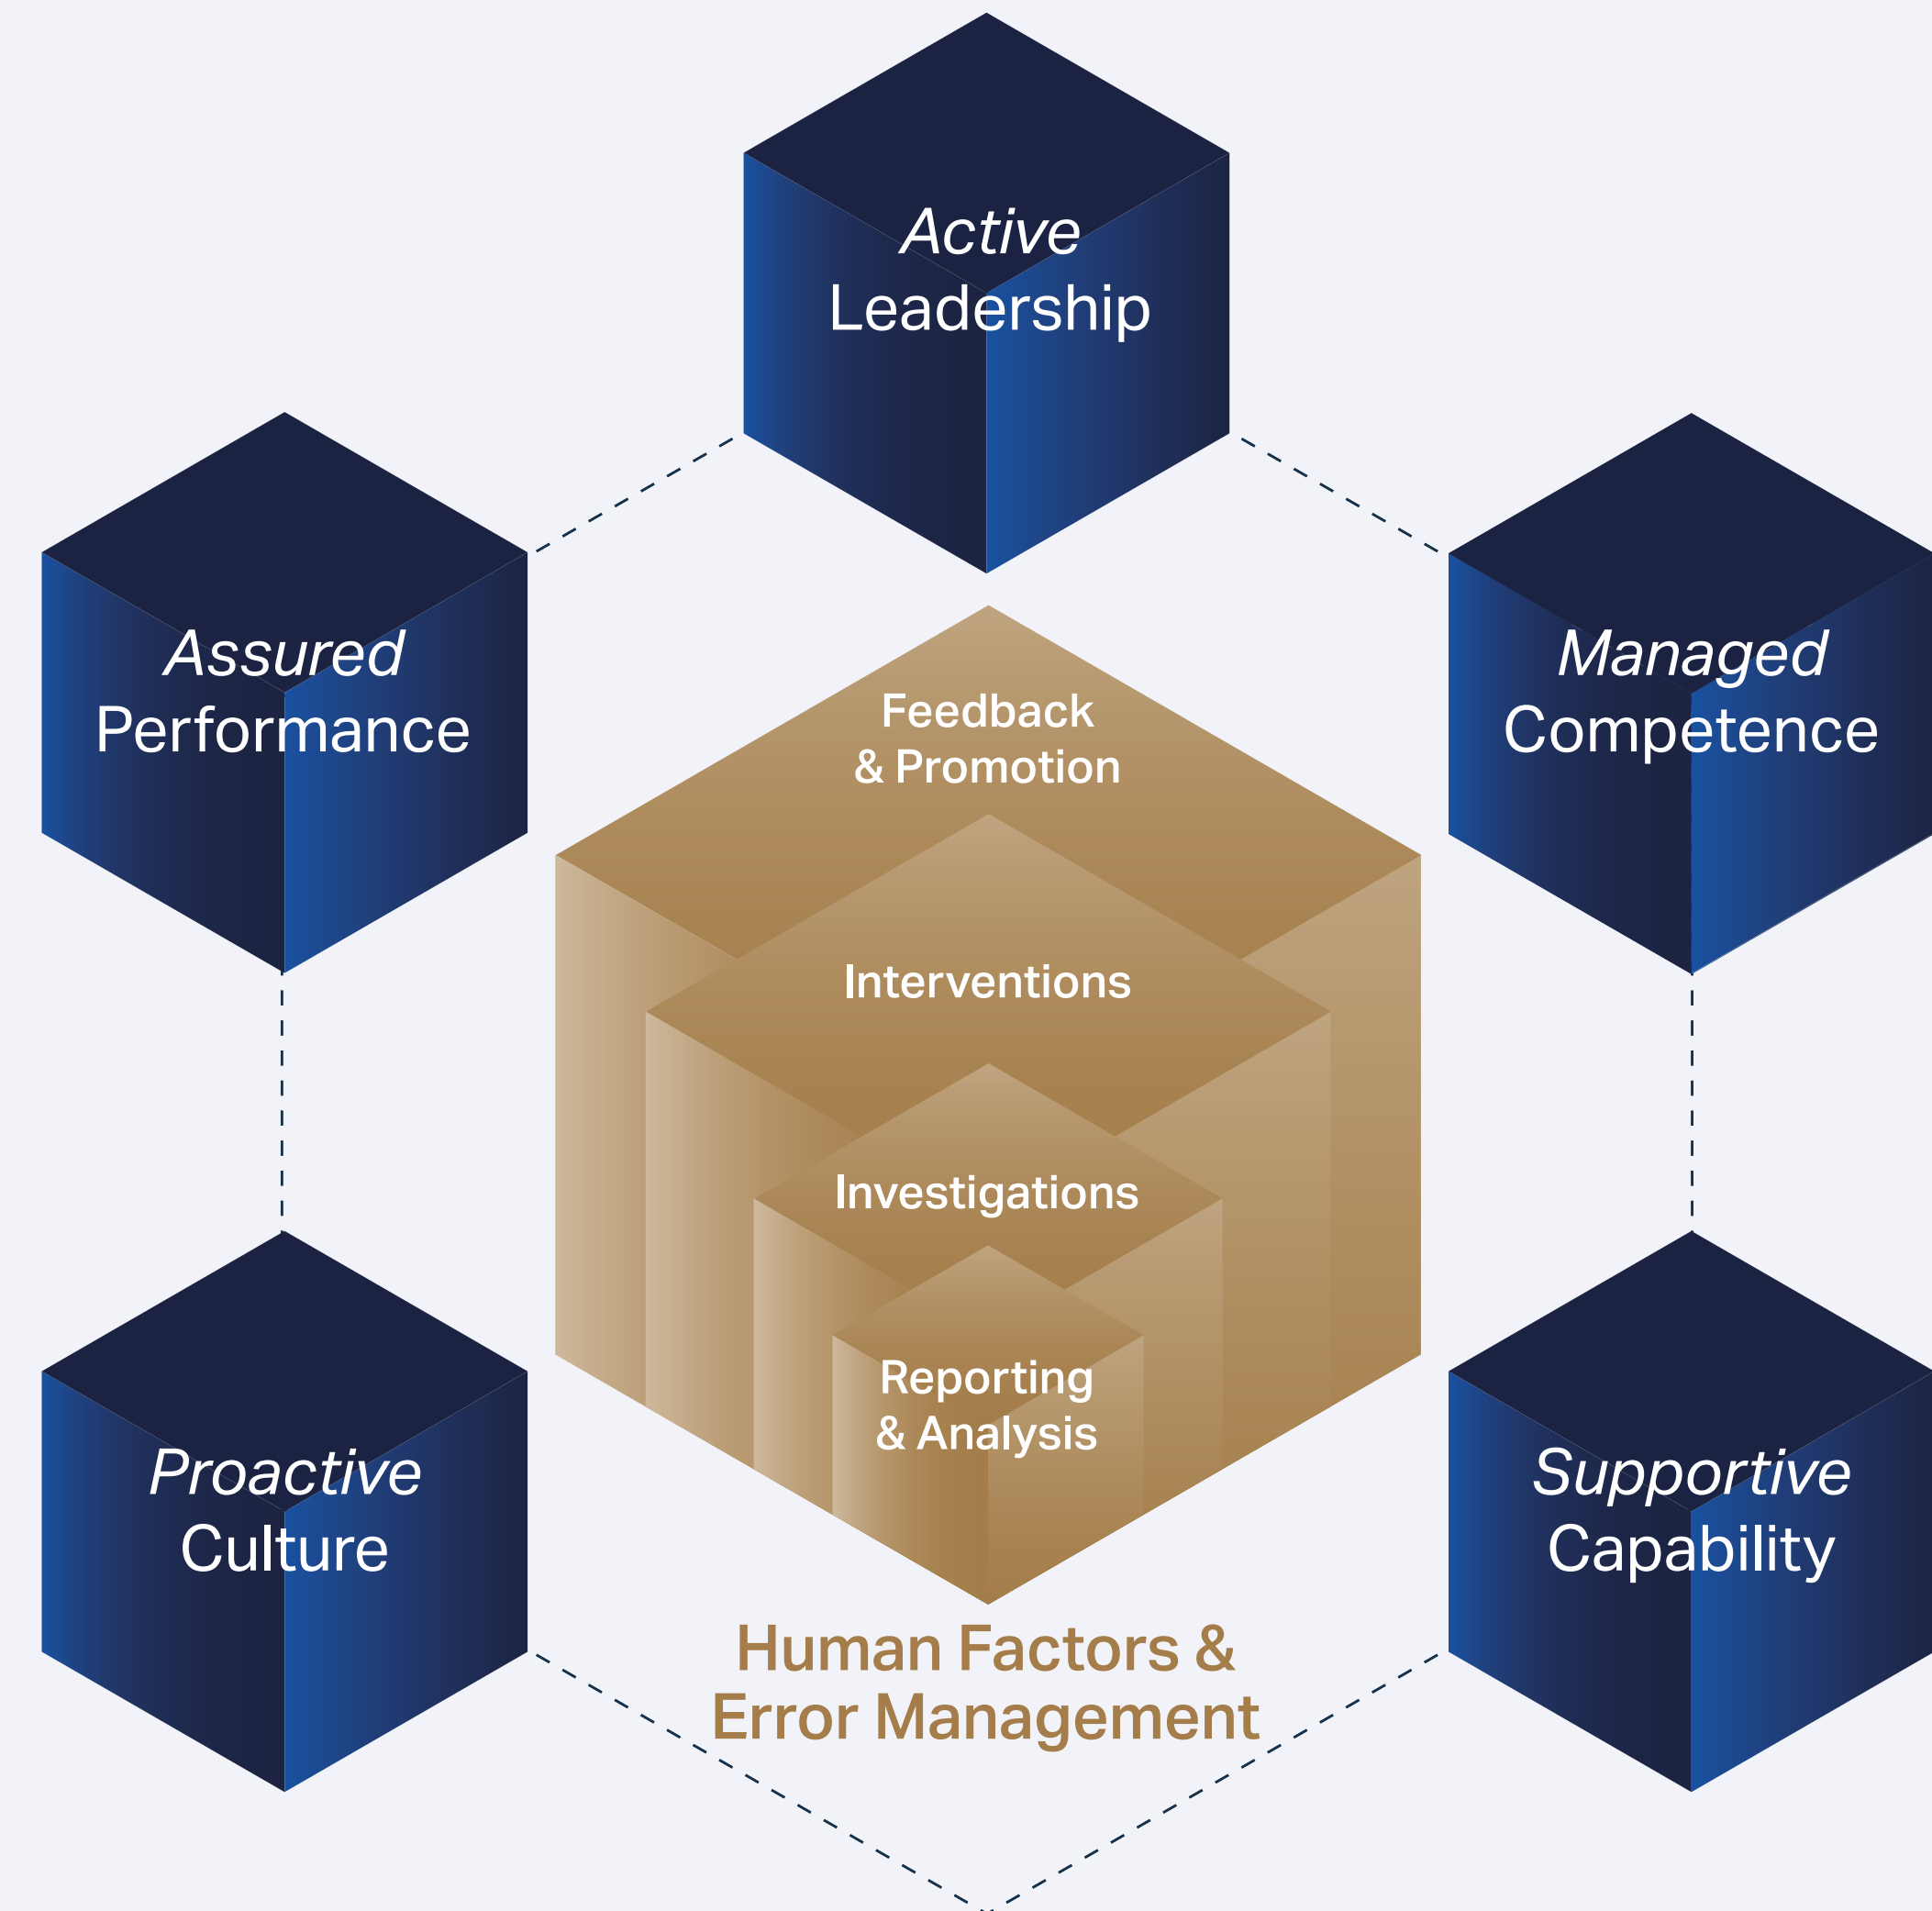 Active
Leadership
Assured
Performance
Managed
Competence
Feedback
& Promotion
Interventions
Investigations
Reporting
& Analysis
Proactive
Culture
Supportive
Capability
Human Factors &
Error Management